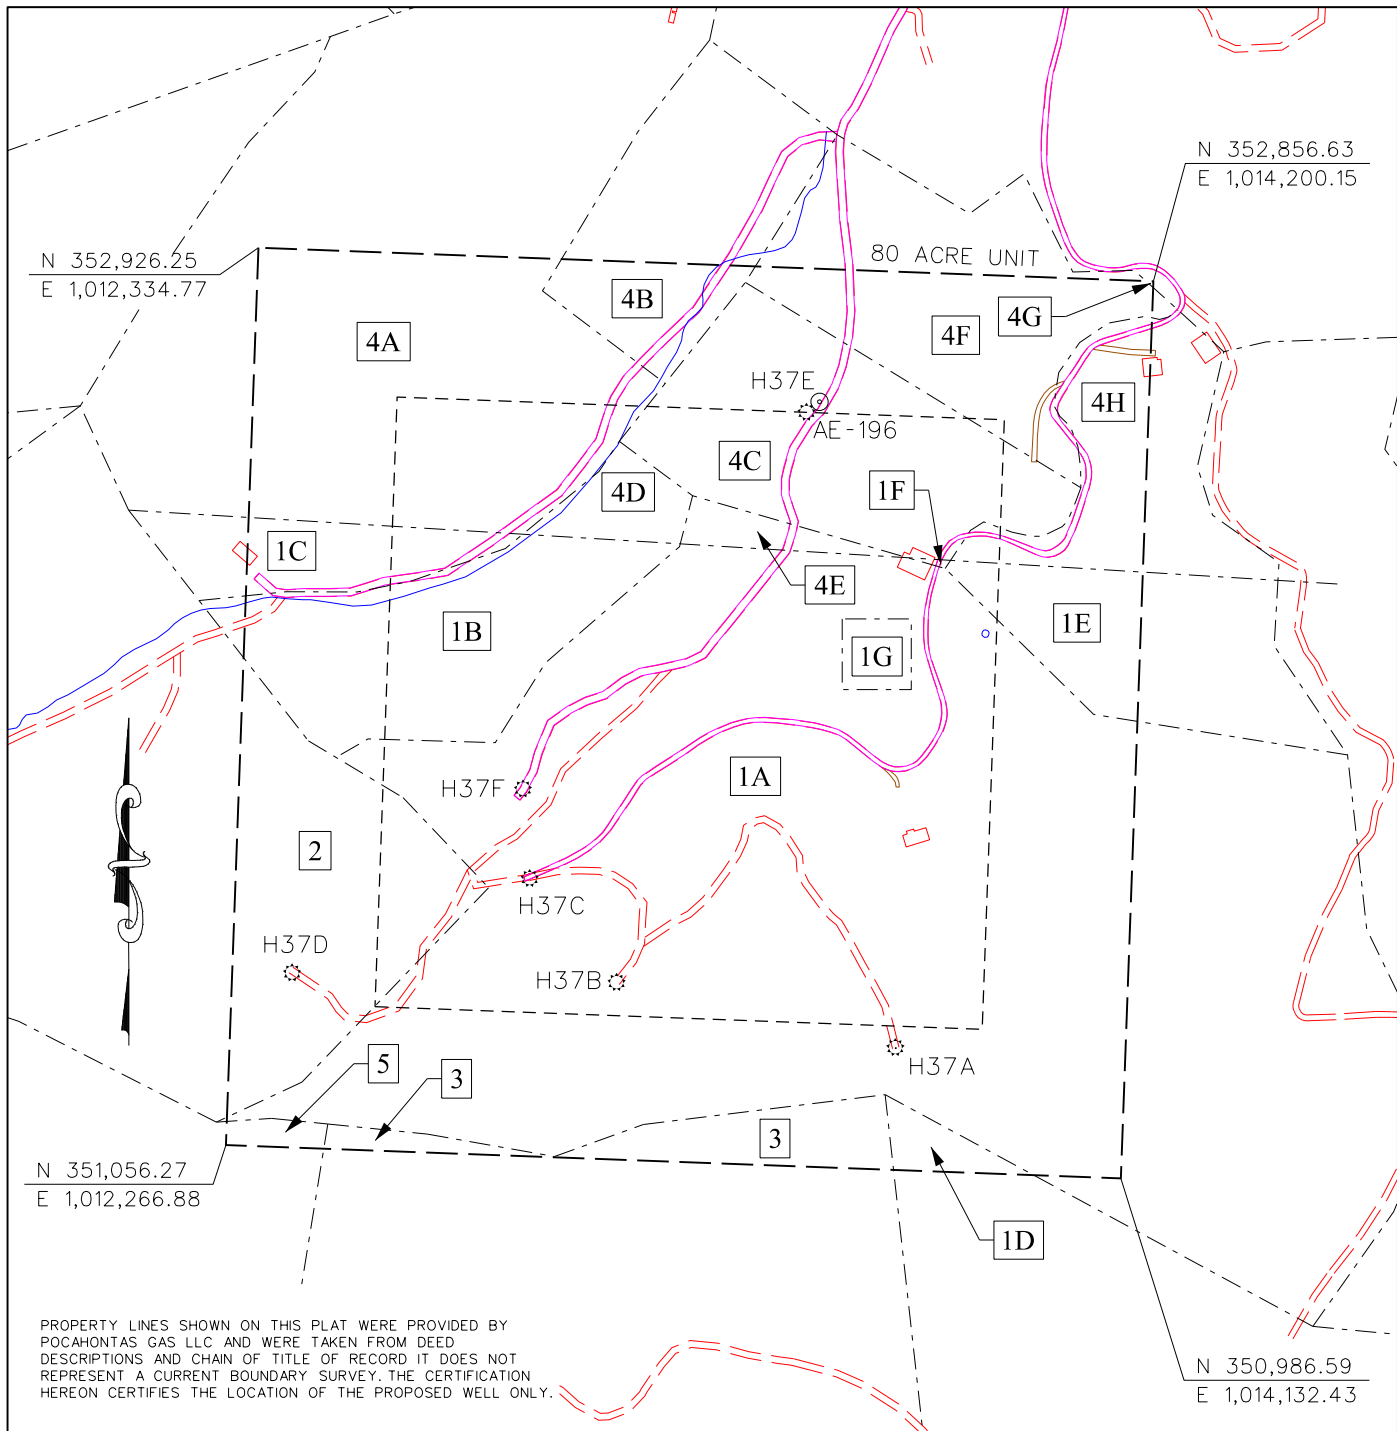 N 352,856.63
E 1,014,200.15
80 ACRE UNIT
N 352,926.25
E 1,012,334.77
4B
4G
4F
4A
H37E
4H
AE-196
4C
4D
1F
1C
4E
1B
1E
1G
1A
H37F
2
H37C
H37D
H37B
5
3
H37A
3
N 351,056.27
E 1,012,266.88
1D
PROPERTY LINES SHOWN ON THIS PLAT WERE PROVIDED BY
POCAHONTAS GAS LLC AND WERE TAKEN FROM DEED
DESCRIPTIONS AND CHAIN OF TITLE OF RECORD IT DOES NOT
REPRESENT A CURRENT BOUNDARY SURVEY. THE CERTIFICATION
HEREON CERTIFIES THE LOCATION OF THE PROPOSED WELL ONLY.
N 350,986.59
E 1,014,132.43